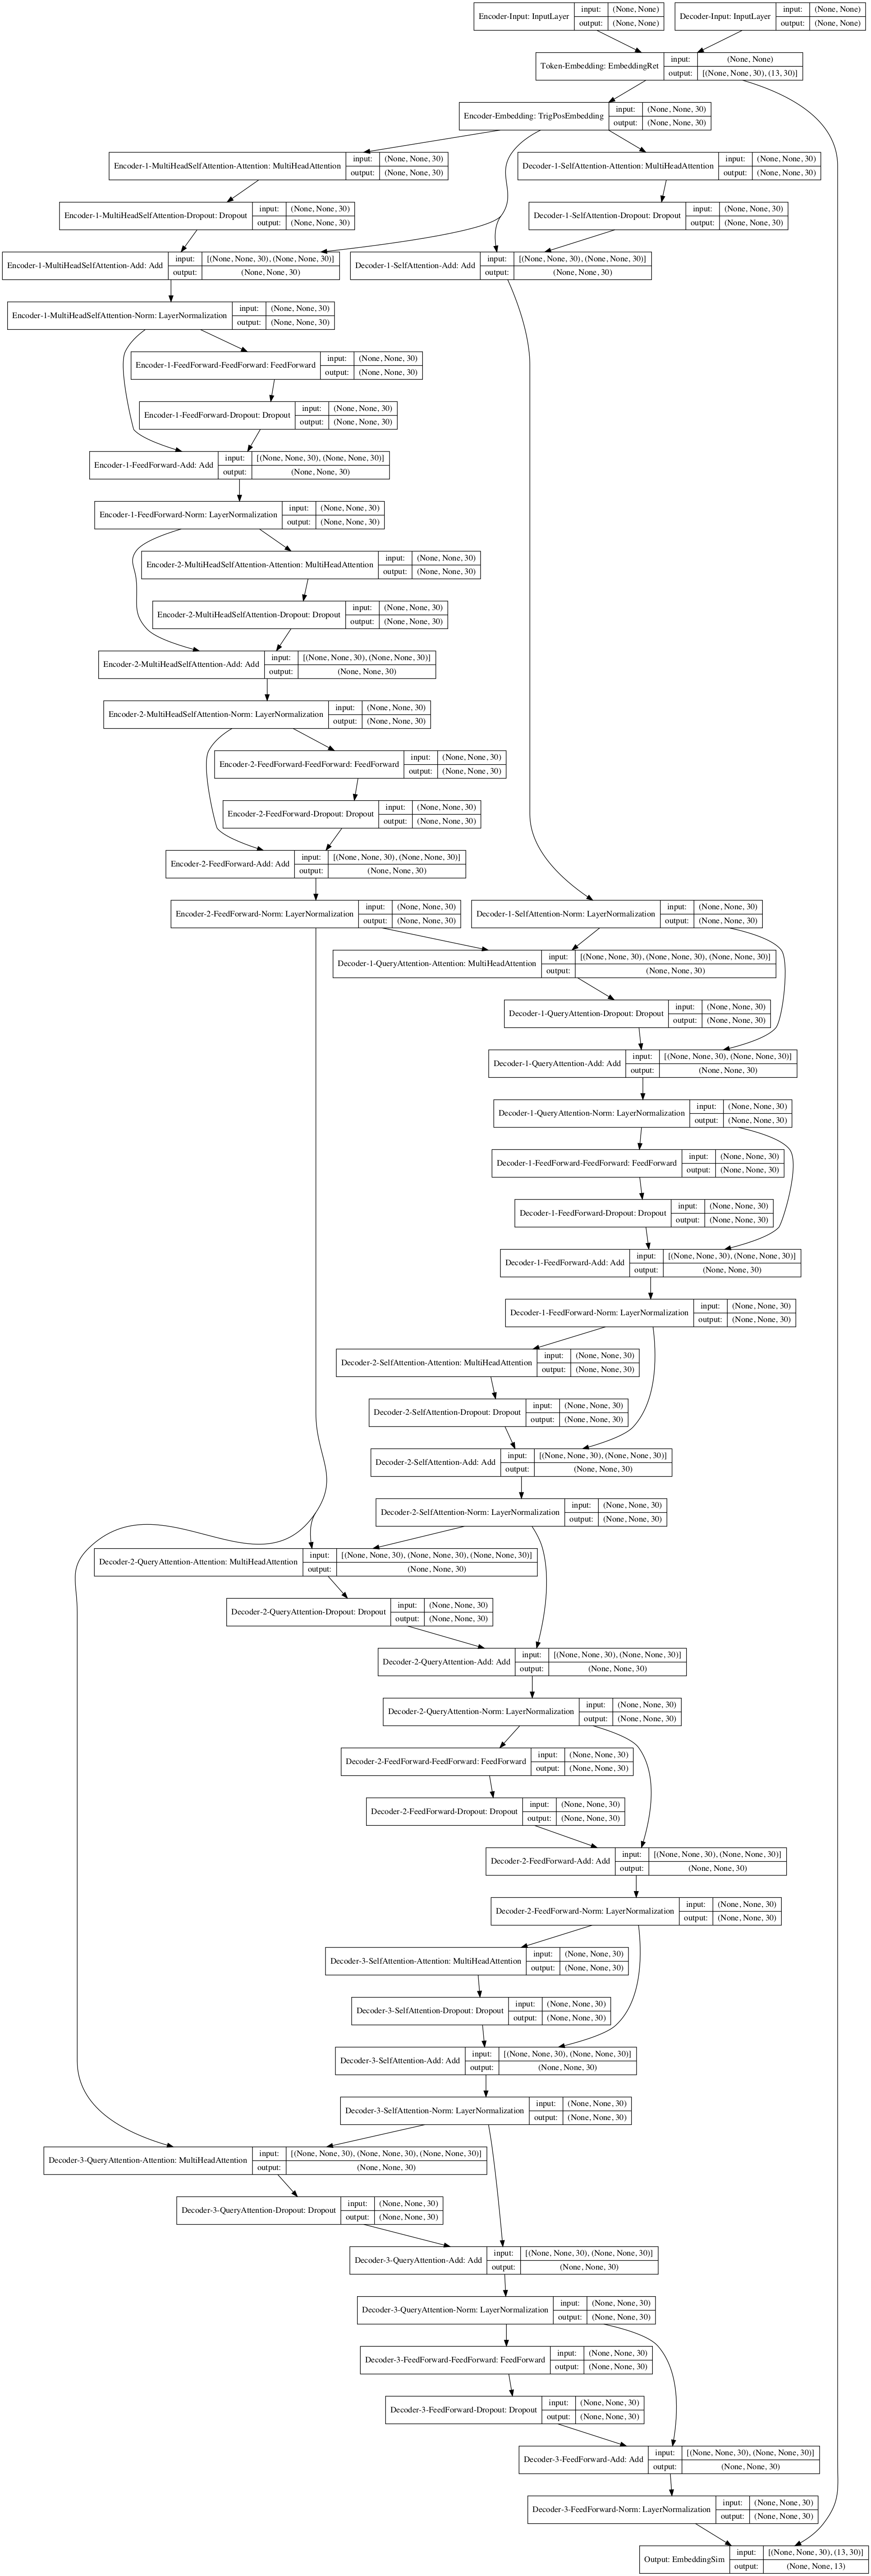 Encoder-Input: InputLayer input: (None, None)
output: (None, None)
Decoder-Input: InputLayer input: (None, None)
output: (None, None)
Token-Embedding: EmbeddingRet input: (None, None)
output: [(None, None, 30), (13, 30)]
Encoder-Embedding: TrigPosEmbedding input: (None, None, 30)
output: (None, None, 30)
Encoder-1-MultiHeadSelfAttention-Attention: MultiHeadAttention input: (None, None, 30)
output: (None, None, 30)
Decoder-1-SelfAttention-Attention: MultiHeadAttention input: (None, None, 30)
output: (None, None, 30)
Encoder-1-MultiHeadSelfAttention-Dropout: Dropout input: (None, None, 30)
output: (None, None, 30)
Decoder-1-SelfAttention-Dropout: Dropout input: (None, None, 30)
output: (None, None, 30)
Encoder-1-MultiHeadSelfAttention-Add: Add input: [(None, None, 30), (None, None, 30)]
output: (None, None, 30)
Decoder-1-SelfAttention-Add: Add input: [(None, None, 30), (None, None, 30)]
output: (None, None, 30)
Encoder-1-MultiHeadSelfAttention-Norm: LayerNormalization input: (None, None, 30)
output: (None, None, 30)
Encoder-1-FeedForward-FeedForward: FeedForward input: (None, None, 30)
output: (None, None, 30)
Encoder-1-FeedForward-Dropout: Dropout input: (None, None, 30)
output: (None, None, 30)
Encoder-1-FeedForward-Add: Add input: [(None, None, 30), (None, None, 30)]
output: (None, None, 30)
Encoder-1-FeedForward-Norm: LayerNormalization input: (None, None, 30)
output: (None, None, 30)
Encoder-2-MultiHeadSelfAttention-Attention: MultiHeadAttention input: (None, None, 30)
output: (None, None, 30)
Encoder-2-MultiHeadSelfAttention-Dropout: Dropout input: (None, None, 30)
output: (None, None, 30)
Encoder-2-MultiHeadSelfAttention-Add: Add input: [(None, None, 30), (None, None, 30)]
output: (None, None, 30)
Encoder-2-MultiHeadSelfAttention-Norm: LayerNormalization input: (None, None, 30)
output: (None, None, 30)
Encoder-2-FeedForward-FeedForward: FeedForward input: (None, None, 30)
output: (None, None, 30)
Encoder-2-FeedForward-Dropout: Dropout input: (None, None, 30)
output: (None, None, 30)
Encoder-2-FeedForward-Add: Add input: [(None, None, 30), (None, None, 30)]
output: (None, None, 30)
Encoder-2-FeedForward-Norm: LayerNormalization input: (None, None, 30)
output: (None, None, 30)
Decoder-1-SelfAttention-Norm: LayerNormalization input: (None, None, 30)
output: (None, None, 30)
Decoder-1-QueryAttention-Attention: MultiHeadAttention input: [(None, None, 30), (None, None, 30), (None, None, 30)]
output: (None, None, 30)
Decoder-1-QueryAttention-Dropout: Dropout input: (None, None, 30)
output: (None, None, 30)
Decoder-1-QueryAttention-Add: Add input: [(None, None, 30), (None, None, 30)]
output: (None, None, 30)
Decoder-1-QueryAttention-Norm: LayerNormalization input: (None, None, 30)
output: (None, None, 30)
Decoder-1-FeedForward-FeedForward: FeedForward input: (None, None, 30)
output: (None, None, 30)
Decoder-1-FeedForward-Dropout: Dropout input: (None, None, 30)
output: (None, None, 30)
Decoder-1-FeedForward-Add: Add input: [(None, None, 30), (None, None, 30)]
output: (None, None, 30)
Decoder-1-FeedForward-Norm: LayerNormalization input: (None, None, 30)
output: (None, None, 30)
Decoder-2-SelfAttention-Attention: MultiHeadAttention input: (None, None, 30)
output: (None, None, 30)
Decoder-2-SelfAttention-Dropout: Dropout input: (None, None, 30)
output: (None, None, 30)
Decoder-2-SelfAttention-Add: Add input: [(None, None, 30), (None, None, 30)]
output: (None, None, 30)
Decoder-2-SelfAttention-Norm: LayerNormalization input: (None, None, 30)
output: (None, None, 30)
Decoder-2-QueryAttention-Attention: MultiHeadAttention input: [(None, None, 30), (None, None, 30), (None, None, 30)]
output: (None, None, 30)
Decoder-2-QueryAttention-Dropout: Dropout input: (None, None, 30)
output: (None, None, 30)
Decoder-2-QueryAttention-Add: Add input: [(None, None, 30), (None, None, 30)]
output: (None, None, 30)
Decoder-2-QueryAttention-Norm: LayerNormalization input: (None, None, 30)
output: (None, None, 30)
Decoder-2-FeedForward-FeedForward: FeedForward input: (None, None, 30)
output: (None, None, 30)
Decoder-2-FeedForward-Dropout: Dropout input: (None, None, 30)
output: (None, None, 30)
Decoder-2-FeedForward-Add: Add input: [(None, None, 30), (None, None, 30)]
output: (None, None, 30)
Decoder-2-FeedForward-Norm: LayerNormalization input: (None, None, 30)
output: (None, None, 30)
Decoder-3-SelfAttention-Attention: MultiHeadAttention input: (None, None, 30)
output: (None, None, 30)
Decoder-3-SelfAttention-Dropout: Dropout input: (None, None, 30)
output: (None, None, 30)
Decoder-3-SelfAttention-Add: Add input: [(None, None, 30), (None, None, 30)]
output: (None, None, 30)
Decoder-3-SelfAttention-Norm: LayerNormalization input: (None, None, 30)
output: (None, None, 30)
Decoder-3-QueryAttention-Attention: MultiHeadAttention input: [(None, None, 30), (None, None, 30), (None, None, 30)]
output: (None, None, 30)
Decoder-3-QueryAttention-Dropout: Dropout input: (None, None, 30)
output: (None, None, 30)
Decoder-3-QueryAttention-Add: Add input: [(None, None, 30), (None, None, 30)]
output: (None, None, 30)
Decoder-3-QueryAttention-Norm: LayerNormalization input: (None, None, 30)
output: (None, None, 30)
Decoder-3-FeedForward-FeedForward: FeedForward input: (None, None, 30)
output: (None, None, 30)
Decoder-3-FeedForward-Dropout: Dropout input: (None, None, 30)
output: (None, None, 30)
Decoder-3-FeedForward-Add: Add input: [(None, None, 30), (None, None, 30)]
output: (None, None, 30)
Decoder-3-FeedForward-Norm: LayerNormalization input: (None, None, 30)
output: (None, None, 30)
Output: EmbeddingSim input: [(None, None, 30), (13, 30)]
output: (None, None, 13)